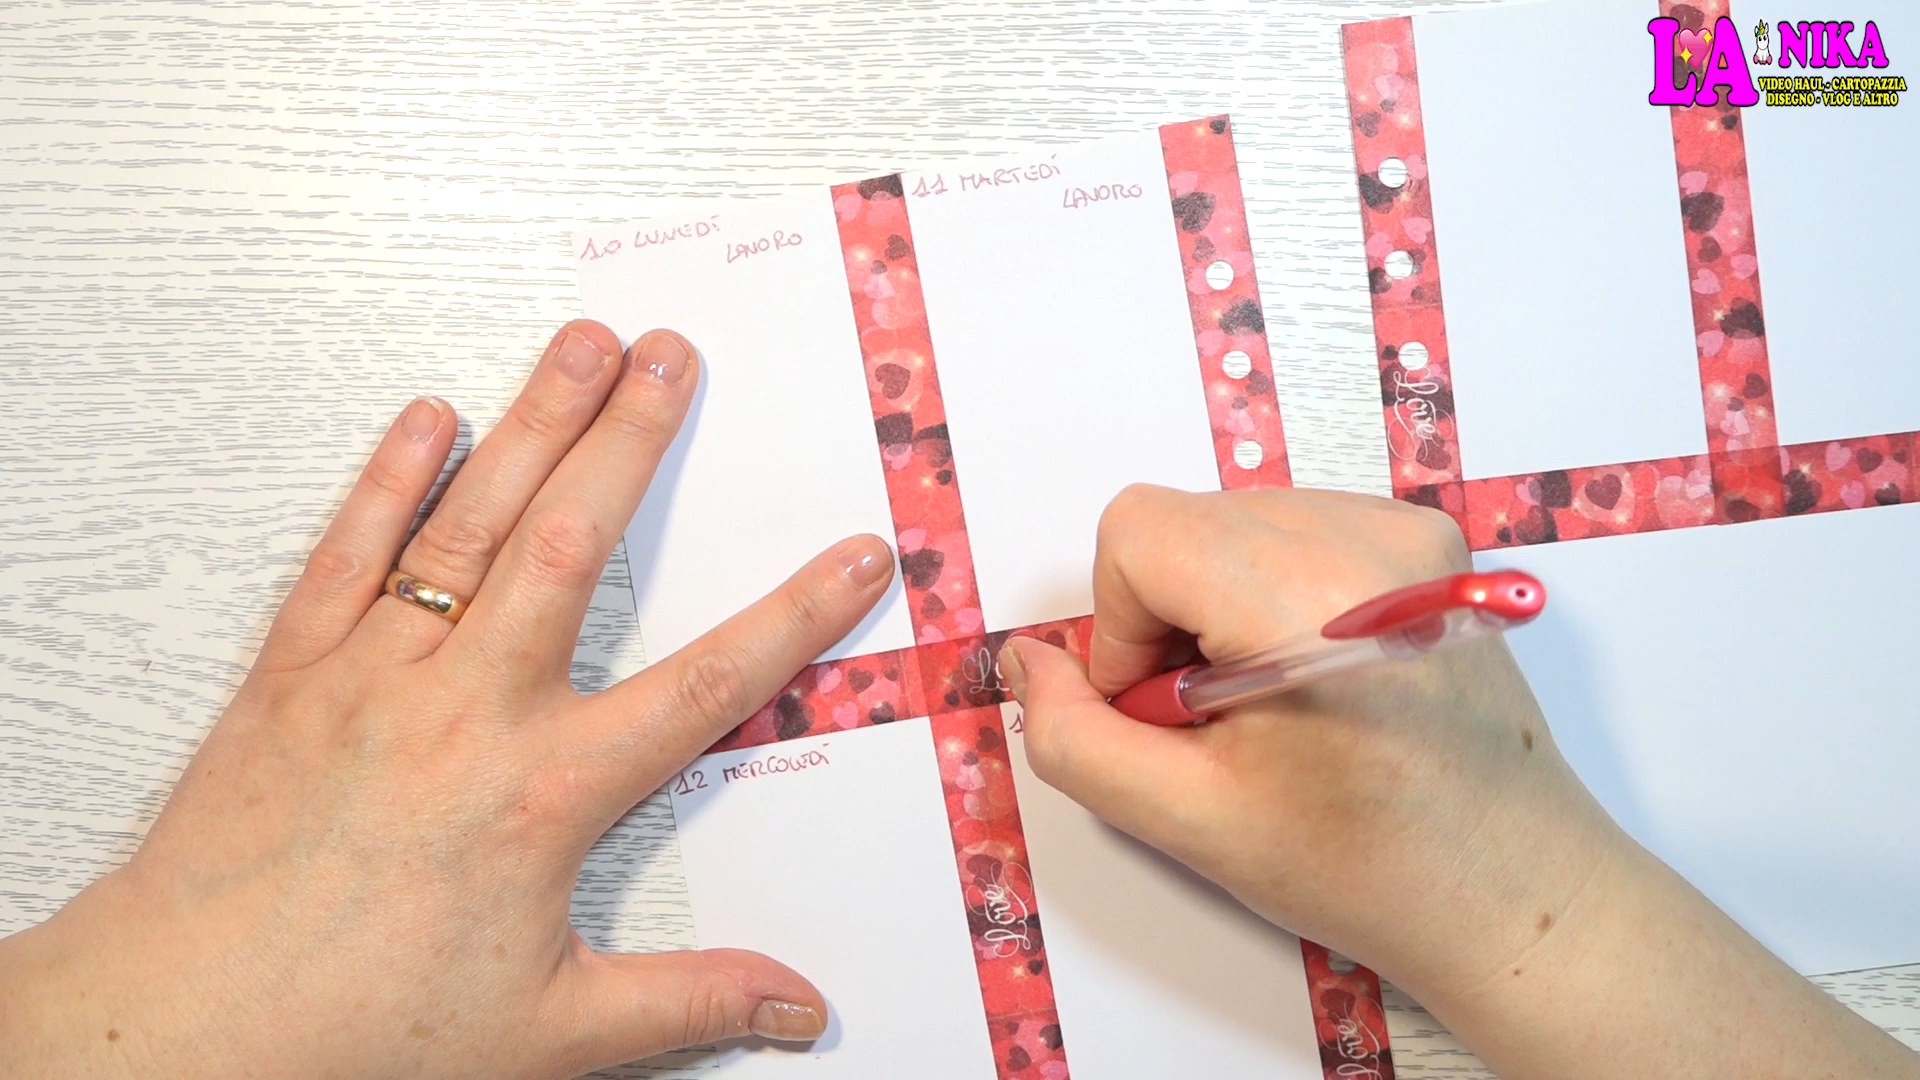 LA NIKA
VIDEO HAUL - CARTOPAZZIA
DISEGNO - VLOG E ALTRO
10 LUNEDÌ
LAVORO
11 MARTEDÌ
LAVORO
Love
12 MERCOLEDÌ
Love
Love